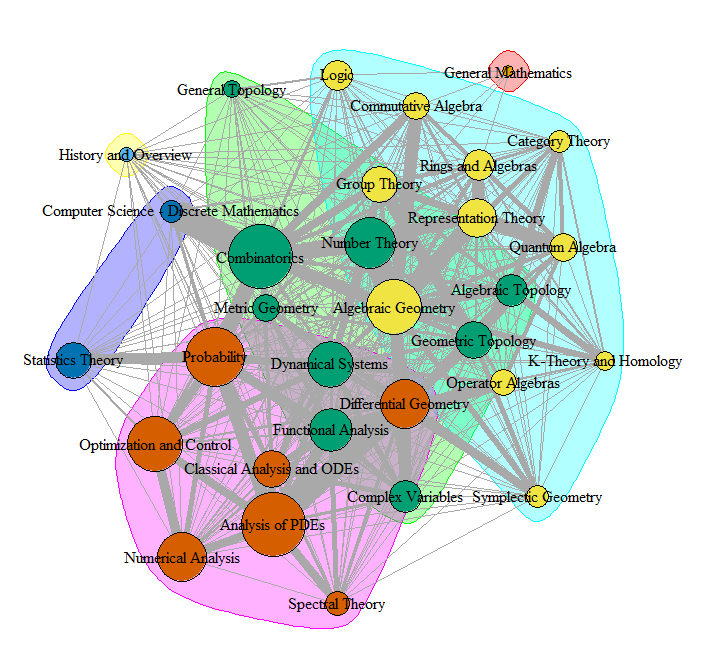 Logic
General Mathematics
General Topology
Commutative Algebra
Category Theory
History and Overview
Rings and Algebras
Group Theory
Computer Science - Discrete Mathematics
Representation Theory
Number Theory
Quantum Algebra
Combinatorics
Algebraic Topology
Metric Geometry
Algebraic Geometry
Geometric Topology
Statistics Theory
Probability
Dynamical Systems
K-Theory and Homology
Operator Algebras
Differential Geometry
Functional Analysis
Optimization and Control
Classical Analysis and ODEs
Complex Variables
Symplectic Geometry
Analysis of PDEs
Numerical Analysis
Spectral Theory